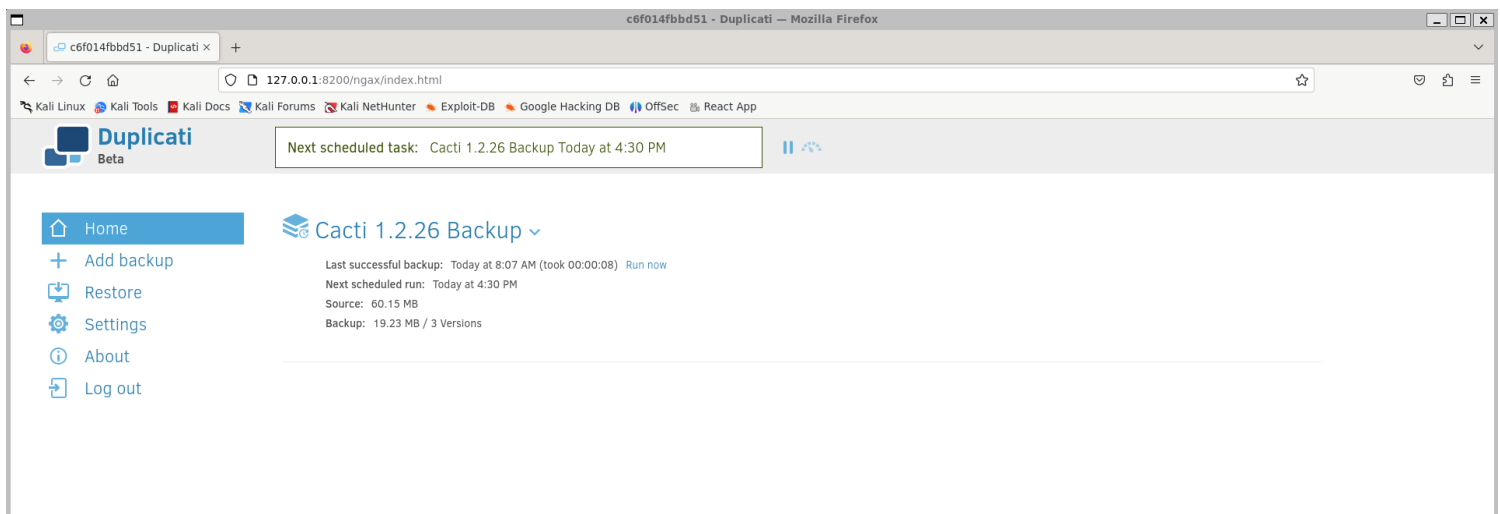 c6f014fbbd51 - Duplicati — Mozilla Firefox
c6f014fbbd51 - Duplicati × +
127.0.0.1:8200/ngax/index.html
Kali Linux Kali Tools Kali Docs Kali Forums Kali NetHunter Exploit-DB Google Hacking DB OffSec React App
Duplicati
Beta
Next scheduled task: Cacti 1.2.26 Backup Today at 4:30 PM
Home
Add backup
Restore
Settings
About
Log out
Cacti 1.2.26 Backup
Last successful backup: Today at 8:07 AM (took 00:00:08) Run now
Next scheduled run: Today at 4:30 PM
Source: 60.15 MB
Backup: 19.23 MB / 3 Versions